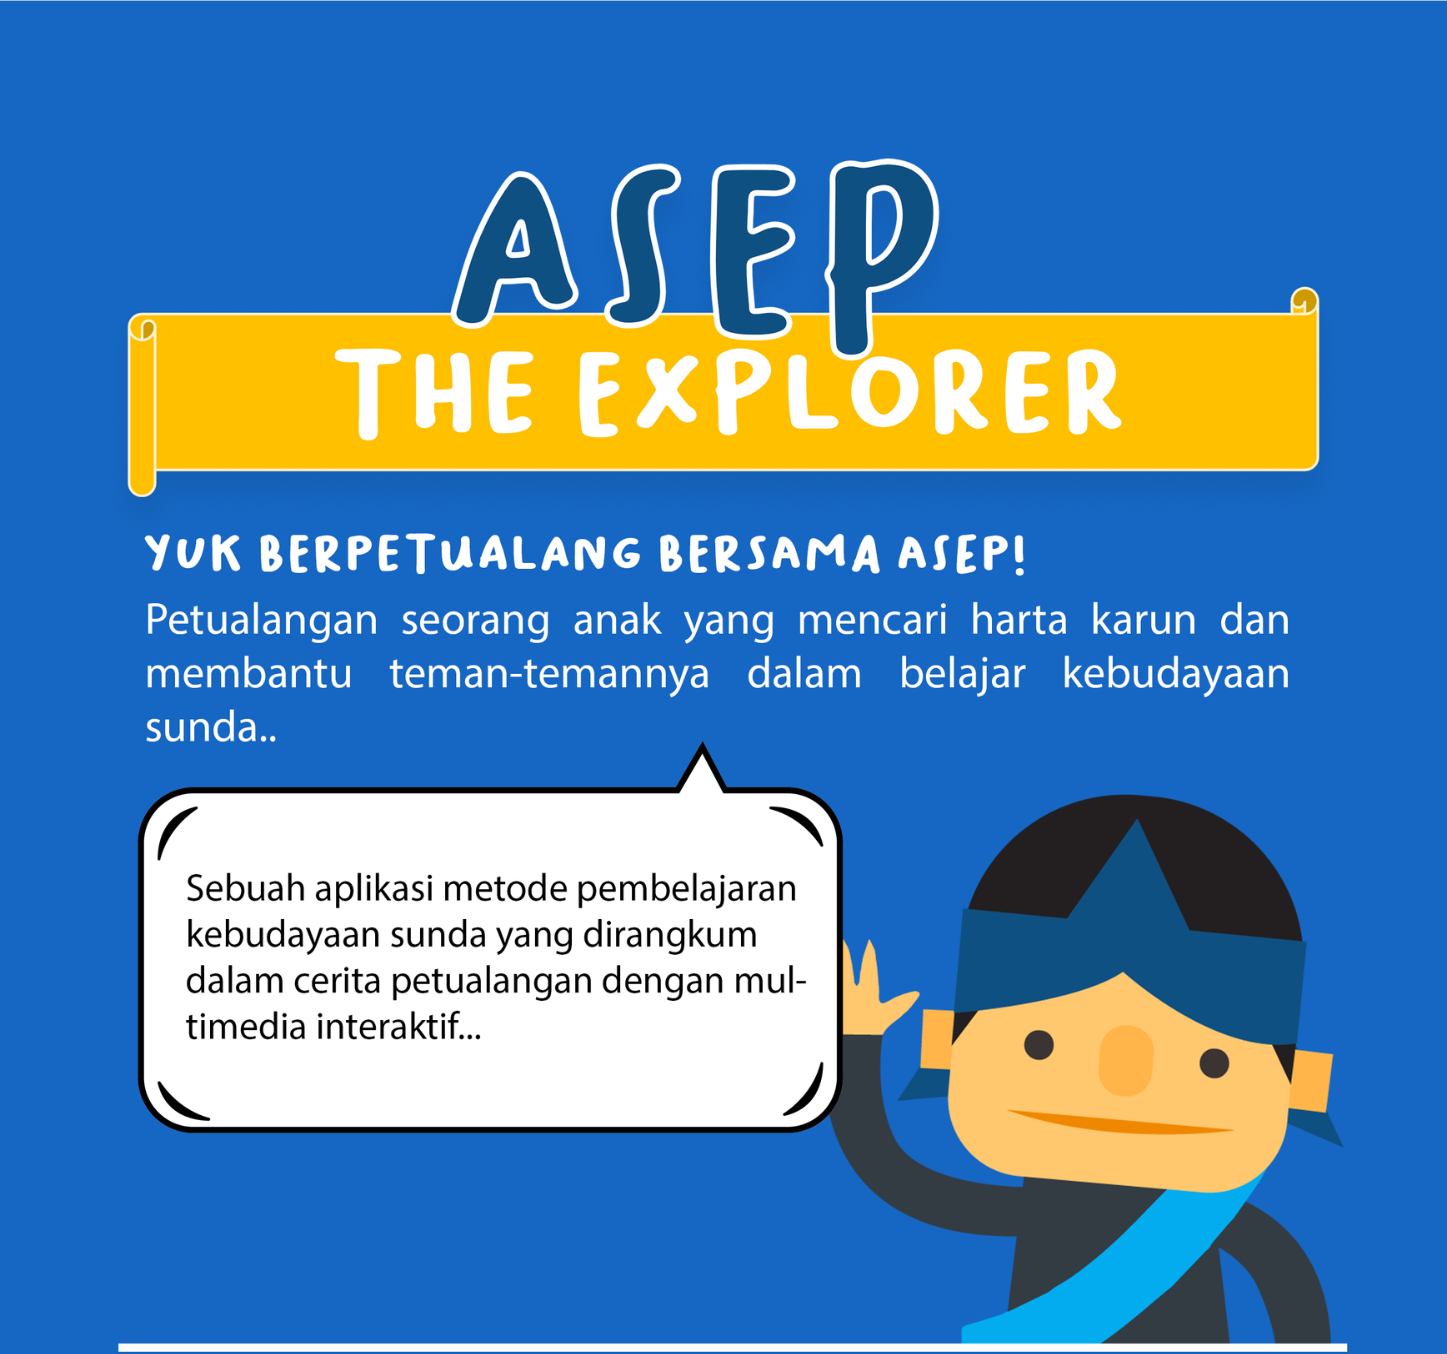 ASEP
THE EXPLORER
YUK BERPETUALANG BERSAMA ASEP!
Petualangan seorang anak yang mencari harta karun dan
membantu teman-temannya dalam belajar kebudayaan
sunda..
Sebuah aplikasi metode pembelajaran
kebudayaan sunda yang dirangkum
dalam cerita petualangan dengan mul-
timedia interaktif...